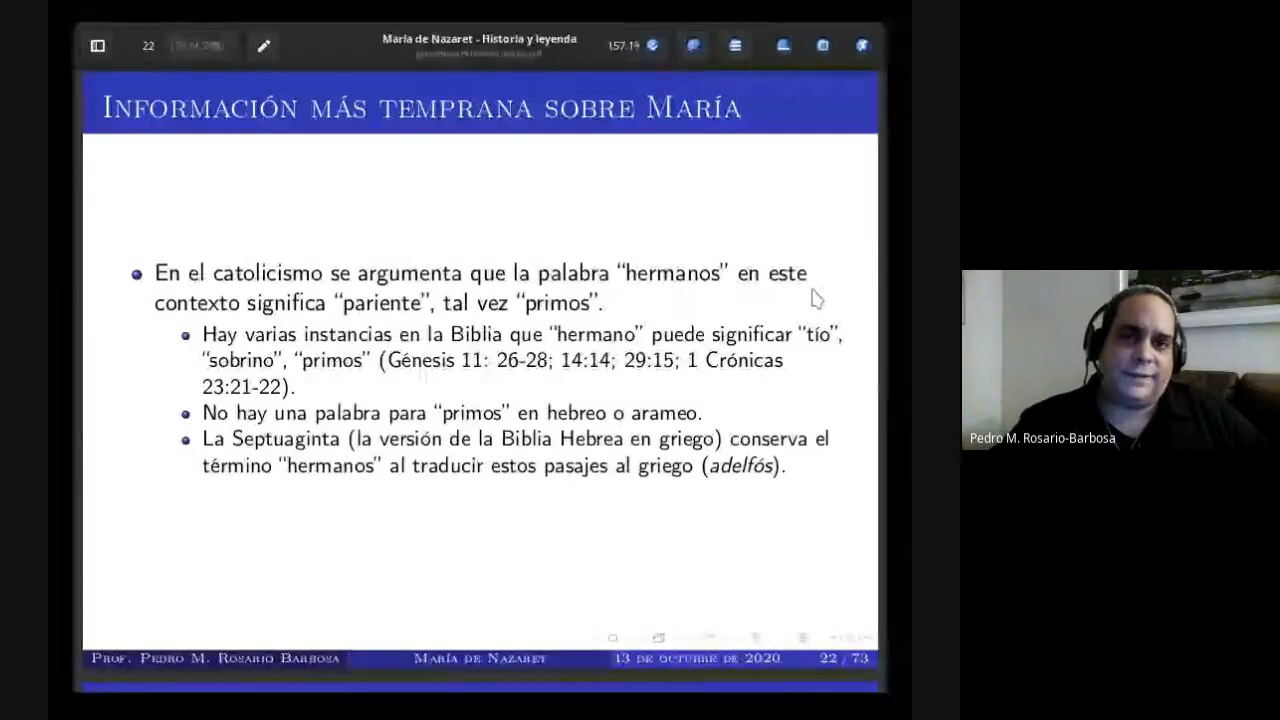 22
María de Nazaret - Historia y leyenda
157.19
Información más temprana sobre María
En el catolicismo se argumenta que la palabra “hermanos” en este
contexto significa “pariente”, tal vez “primos”.
Hay varias instancias en la Biblia que “hermano” puede significar “tío”,
“sobrino”, “primos” (Génesis 11: 26-28; 14:14; 29:15; 1 Crónicas
23:21-22).
No hay una palabra para “primos” en hebreo o arameo.
La Septuaginta (la versión de la Biblia Hebrea en griego) conserva el
término “hermanos” al traducir estos pasajes al griego (adelfós).
Prof. Pedro M. Rosario Barbosa María de Nazaret 13 de octubre de 2020 22 / 73
Pedro M. Rosario-Barbosa